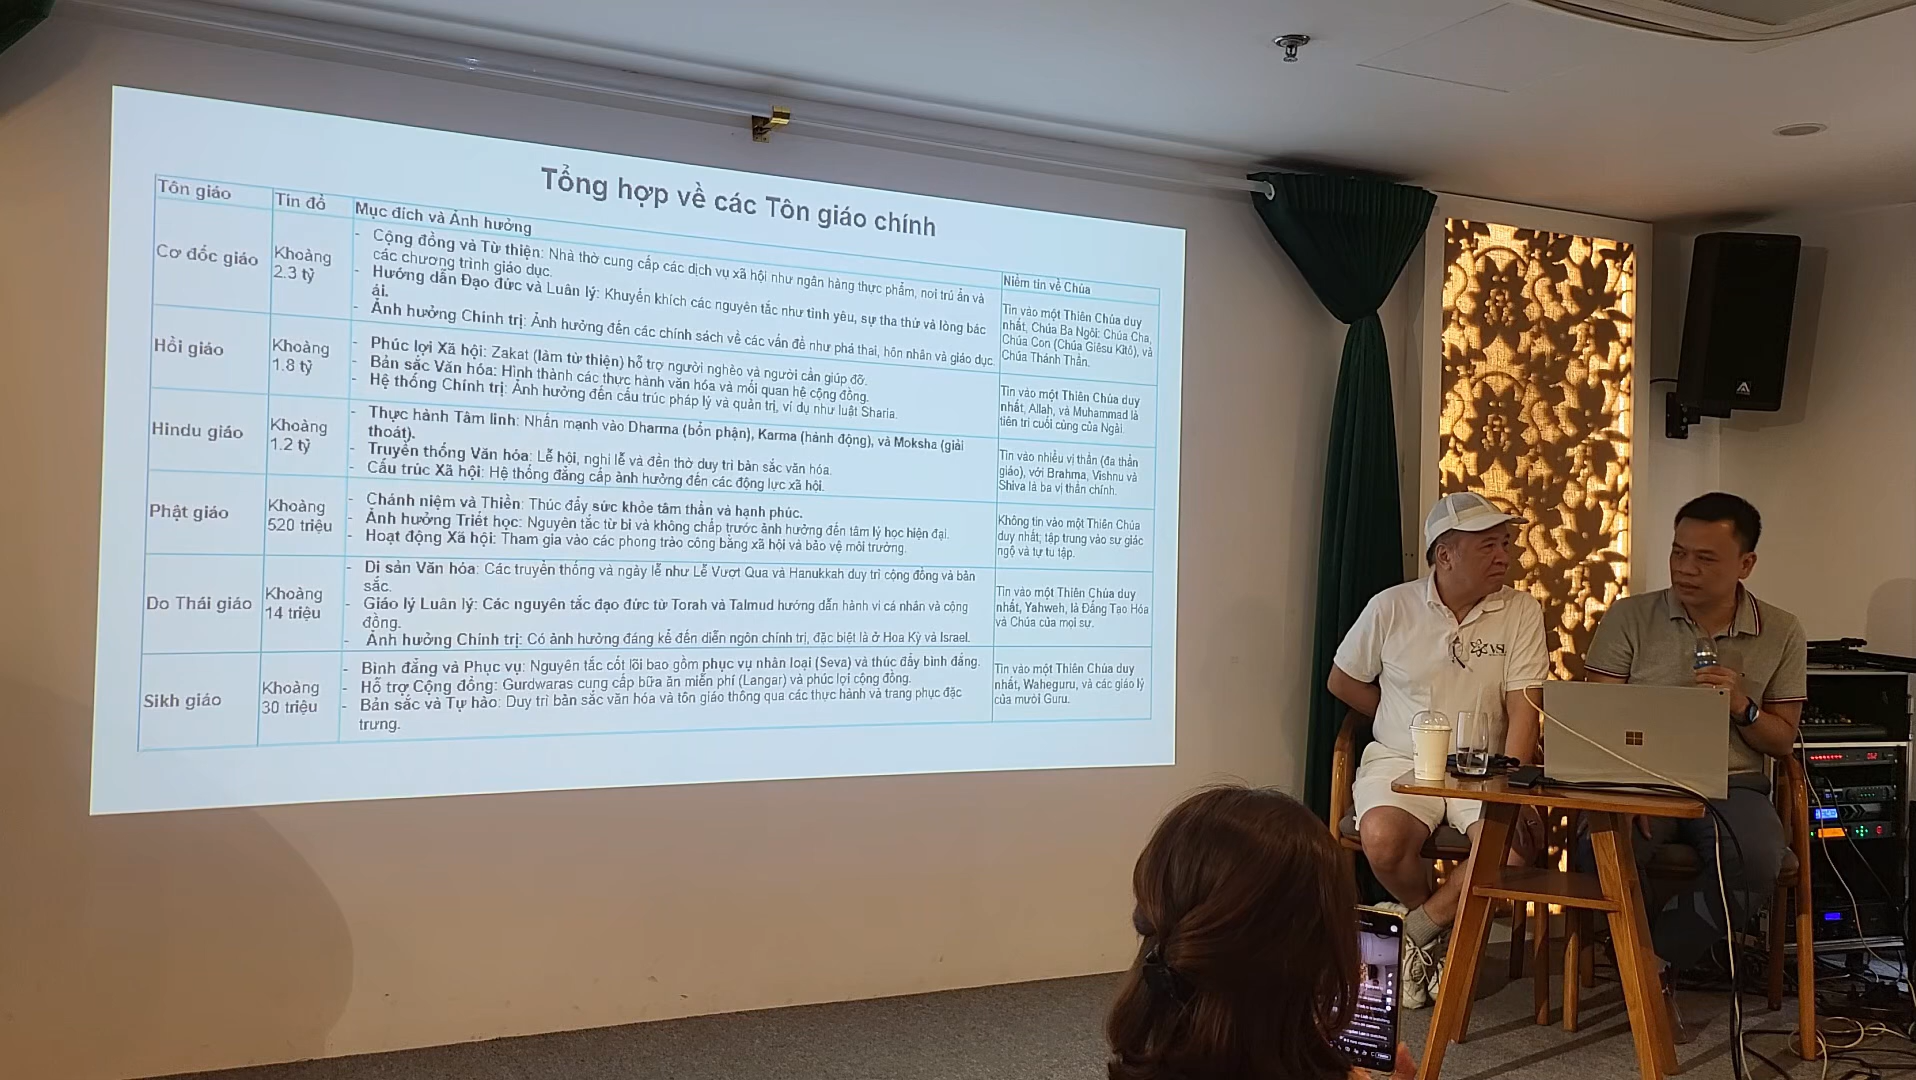 Tổng hợp về các Tôn giáo chính
Tôn giáo
Tín đồ
Mục đích và Ảnh hưởng
Niềm tin về Chúa
Cơ đốc giáo
Khoảng
2.3 tỷ
- Cộng đồng và Từ thiện: Nhà thờ cung cấp các dịch vụ xã hội như ngân hàng thực phẩm, nơi trú ẩn và
các chương trình giáo dục.
- Hướng dẫn Đạo đức và Luân lý: Khuyến khích các nguyên tắc như tình yêu, sự tha thứ và lòng bác
ái.
- Ảnh hưởng Chính trị: Ảnh hưởng đến các chính sách về các vấn đề như phá thai, hôn nhân và giáo dục.
Tin vào một Thiên Chúa duy
nhất, Chúa Ba Ngôi: Chúa Cha,
Chúa Con (Chúa Giêsu Kitô), và
Chúa Thánh Thần.
Hồi giáo
Khoảng
1.8 tỷ
- Phúc lợi Xã hội: Zakat (làm từ thiện) hỗ trợ người nghèo và người cần giúp đỡ.
- Bản sắc Văn hóa: Hình thành các thực hành văn hóa và mối quan hệ cộng đồng.
- Hệ thống Chính trị: Ảnh hưởng đến cấu trúc pháp lý và quản trị, ví dụ như luật Sharia.
Tin vào một Thiên Chúa duy
nhất, Allah, và Muhammad là
tiên tri cuối cùng của Ngài.
Hindu giáo
Khoảng
1.2 tỷ
- Thực hành Tâm linh: Nhấn mạnh vào Dharma (bổn phận), Karma (hành động), và Moksha (giải
thoát).
- Truyền thống Văn hóa: Lễ hội, nghi lễ và đền thờ duy trì bản sắc văn hóa.
- Cấu trúc Xã hội: Hệ thống đẳng cấp ảnh hưởng đến các động lực xã hội.
Tin vào nhiều vị thần (đa thần
giáo), với Brahma, Vishnu và
Shiva là ba vị thần chính.
Phật giáo
Khoảng
520 triệu
- Chánh niệm và Thiền: Thúc đẩy sức khỏe tâm thần và hạnh phúc.
- Ảnh hưởng Triết học: Nguyên tắc từ bi và không chấp trước ảnh hưởng đến tâm lý học hiện đại.
- Hoạt động Xã hội: Tham gia vào các phong trào công bằng xã hội và bảo vệ môi trường.
Không tin vào một Thiên Chúa
duy nhất; tập trung vào sự giác
ngộ và tự tu tập.
Do Thái giáo
Khoảng
14 triệu
- Di sản Văn hóa: Các truyền thống và ngày lễ như Lễ Vượt Qua và Hanukkah duy trì cộng đồng và bản
sắc.
- Giáo lý Luân lý: Các nguyên tắc đạo đức từ Torah và Talmud hướng dẫn hành vi cá nhân và cộng
đồng.
- Ảnh hưởng Chính trị: Có ảnh hưởng đáng kể đến diễn ngôn chính trị, đặc biệt là ở Hoa Kỳ và Israel.
Tin vào một Thiên Chúa duy
nhất, Yahweh, là Đấng Tạo Hóa
và Chúa của mọi sự.
Sikh giáo
Khoảng
30 triệu
- Bình đẳng và Phục vụ: Nguyên tắc cốt lõi bao gồm phục vụ nhân loại (Seva) và thúc đẩy bình đẳng.
- Hỗ trợ Cộng đồng: Gurdwaras cung cấp bữa ăn miễn phí (Langar) và phúc lợi cộng đồng.
- Bản sắc và Tự hào: Duy trì bản sắc văn hóa và tôn giáo thông qua các thực hành và trang phục đặc
trưng.
Tin vào một Thiên Chúa duy
nhất, Waheguru, và các giáo lý
của mười Guru.